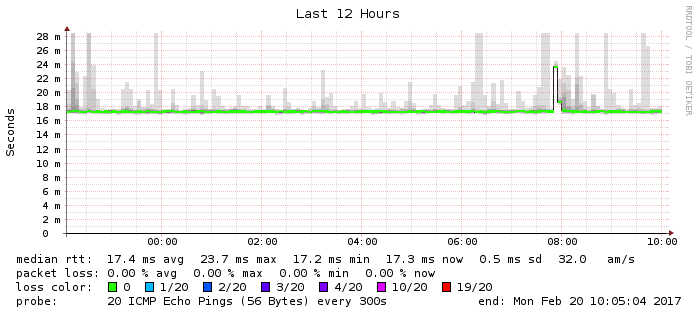 Last 12 Hours
RRDTOOL / TOBI OETIKER
Seconds
28 m
26 m
24 m
22 m
20 m
18 m
16 m
14 m
12 m
10 m
8 m
6 m
4 m
2 m
0
00:00 02:00 04:00 06:00 08:00 10:00
median rtt: 17.4 ms avg 23.7 ms max 17.2 ms min 17.3 ms now 0.5 ms sd 32.0 am/s
packet loss: 0.00 % avg 0.00 % max 0.00 % min 0.00 % now
loss color: 0 1/20 2/20 3/20 4/20 10/20 19/20
probe: 20 ICMP Echo Pings (56 Bytes) every 300s end: Mon Feb 20 10:05:04 2017